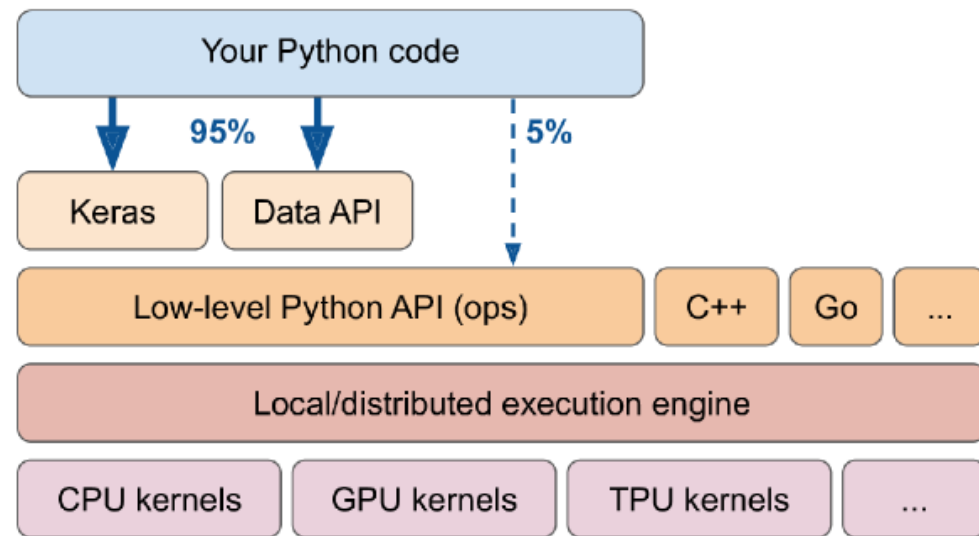 Your Python code
95%
5%
Keras
Data API
Low-level Python API (ops)
C++
Go
...
Local/distributed execution engine
CPU kernels
GPU kernels
TPU kernels
...